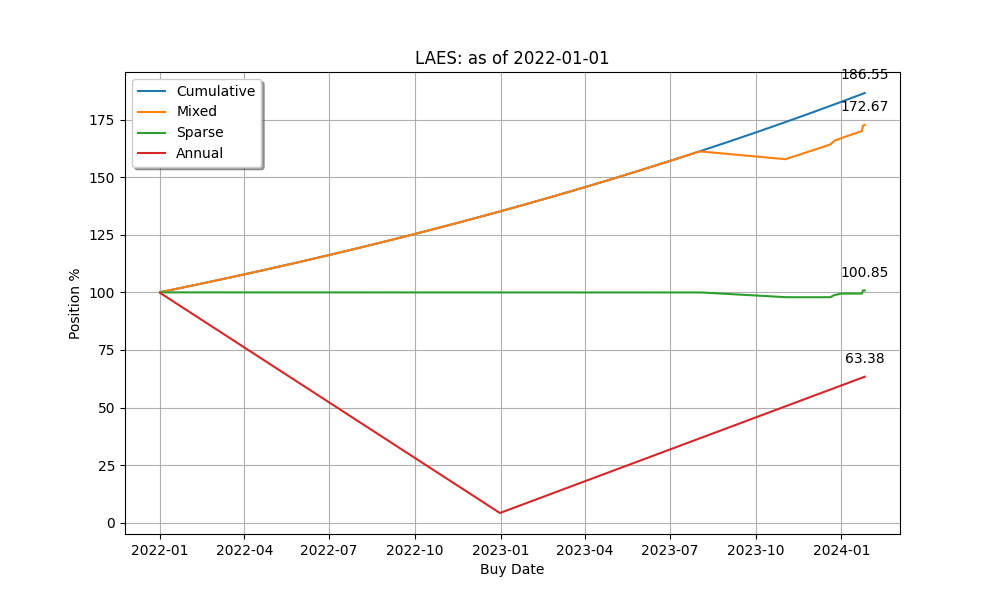 LAES: as of 2022-01-01
186.55
Cumulative
Mixed
Sparse
Annual
172.67
175
150
125
100.85
100
75
63.38
50
25
0
Position %
2022-01 2022-04 2022-07 2022-10 2023-01 2023-04 2023-07 2023-10 2024-01
Buy Date